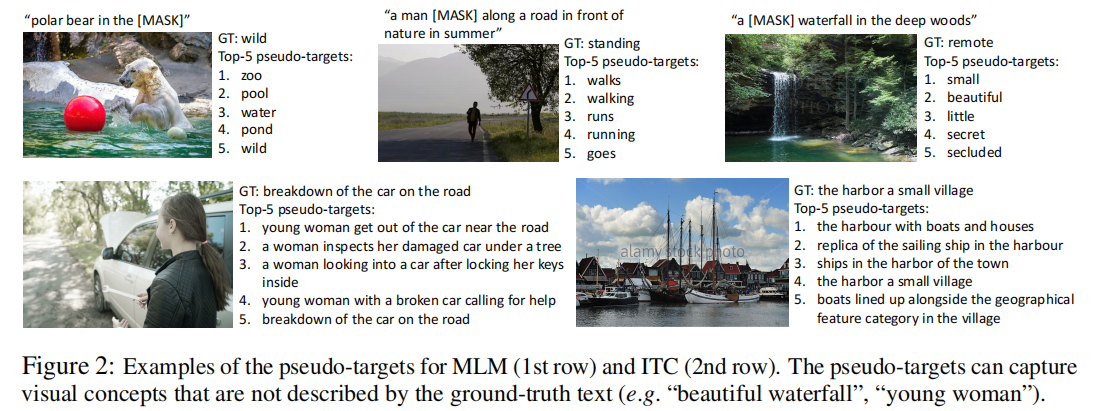 “polar bear in the [MASK]”
GT: wild
Top-5 pseudo-targets:
1. zoo
2. pool
3. water
4. pond
5. wild
“a man [MASK] along a road in front of
nature in summer”
GT: standing
Top-5 pseudo-targets:
1. walks
2. walking
3. runs
4. running
5. goes
“a [MASK] waterfall in the deep woods”
GT: remote
Top-5 pseudo-targets:
1. small
2. beautiful
3. little
4. secret
5. secluded
GT: breakdown of the car on the road
Top-5 pseudo-targets:
1. young woman get out of the car near the road
2. a woman inspects her damaged car under a tree
3. a woman looking into a car after locking her keys
inside
4. young woman with a broken car calling for help
5. breakdown of the car on the road
alamy stock photo
GT: the harbor a small village
Top-5 pseudo-targets:
1. the harbour with boats and houses
2. replica of the sailing ship in the harbour
3. ships in the harbor of the town
4. the harbor a small village
5. boats lined up alongside the geographical
feature category in the village
Figure 2: Examples of the pseudo-targets for MLM (1st row) and ITC (2nd row). The pseudo-targets can capture
visual concepts that are not described by the ground-truth text (e.g. “beautiful waterfall”, “young woman”).